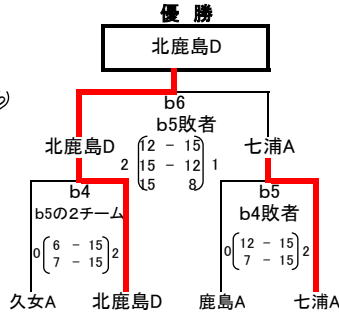 優 勝
北鹿島D
b6
b5敗者
北鹿島D 2 12 - 15 1 七浦A
15 - 12
15 8
b4 b5
b5の2チーム b4敗者
0 6 - 15 2 0 12 - 15 2
7 - 15 7 - 15
久女A 北鹿島D 鹿島A 七浦A